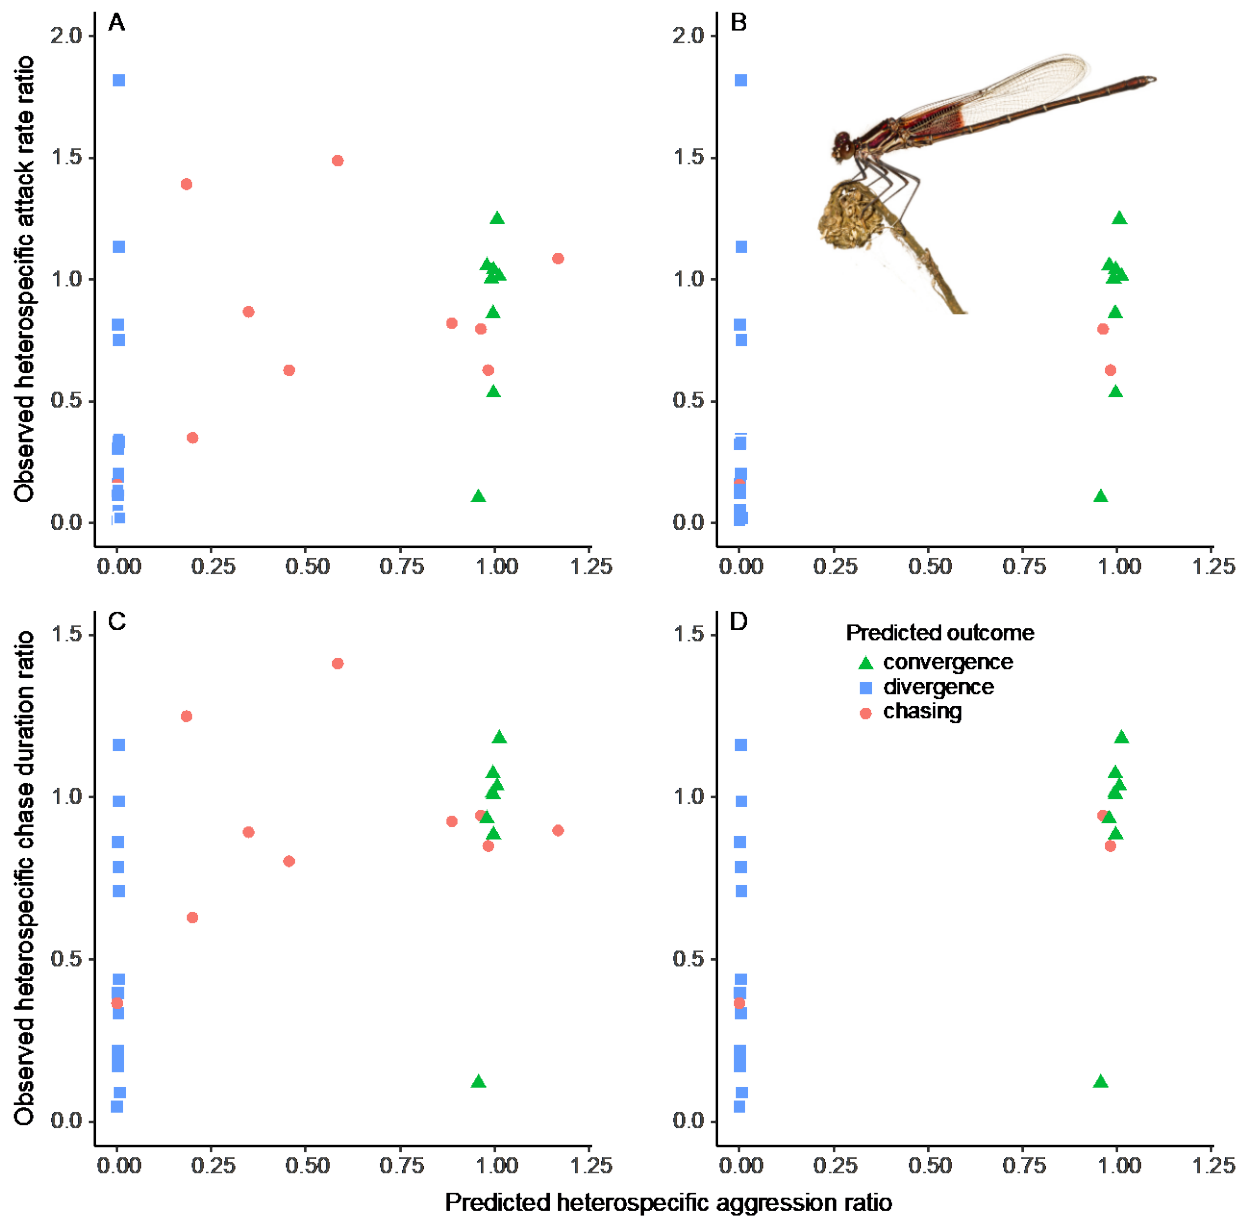 A
B
2.0
1.5
1.0
0.5
0.0
0.00 0.25 0.50 0.75 1.00 1.25
Observed heterospecific attack rate ratio
2.0
1.5
1.0
0.5
0.0
0.00 0.25 0.50 0.75 1.00 1.25
C
1.5
1.0
0.5
0.0
0.00 0.25 0.50 0.75 1.00 1.25
Observed heterospecific chase duration ratio
D
Predicted outcome
convergence
divergence
chasing
1.5
1.0
0.5
0.0
0.00 0.25 0.50 0.75 1.00 1.25
Predicted heterospecific aggression ratio